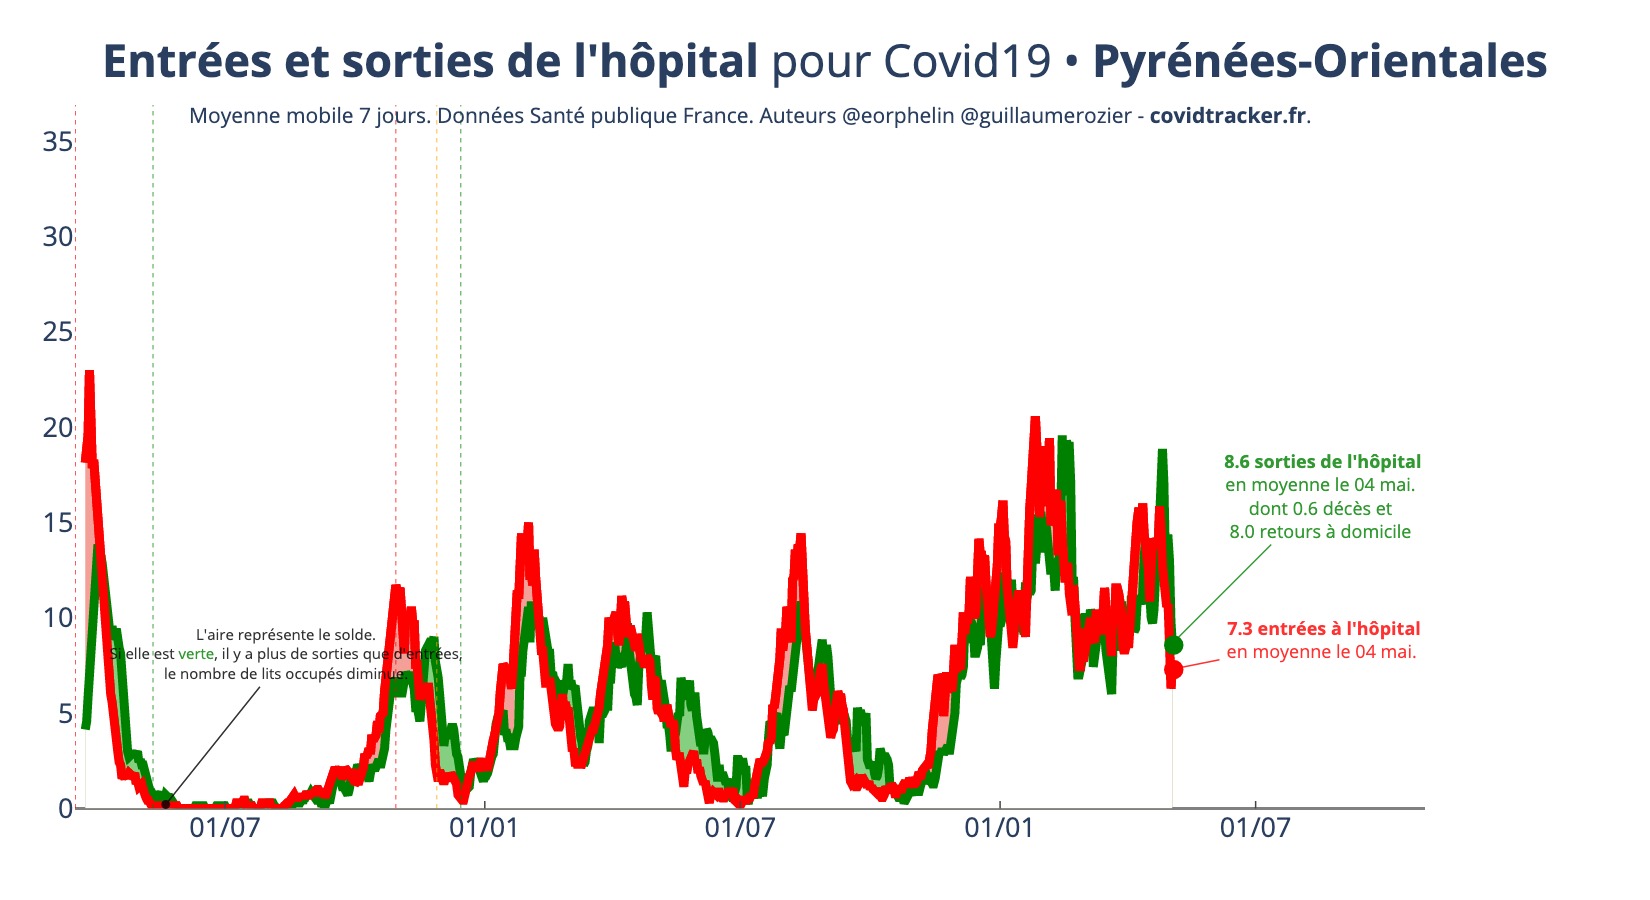 Entrées et sorties de l'hôpital pour Covid19 • Pyrénées-Orientales
Moyenne mobile 7 jours. Données Santé publique France. Auteurs @eorphelin @guillaumerozier - covidtracker.fr.
35
30
25
20
15
10
5
0
L'aire représente le solde.
Si elle est verte, il y a plus de sorties que d'entrées,
le nombre de lits occupés diminue.
8.6 sorties de l'hôpital
en moyenne le 04 mai.
dont 0.6 décès et
8.0 retours à domicile
7.3 entrées à l'hôpital
en moyenne le 04 mai.
01/07
01/01
01/07
01/01
01/07